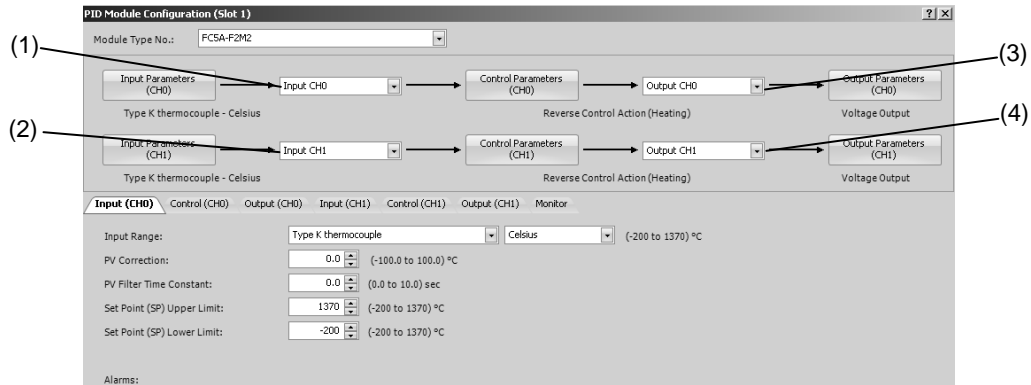 PID Module Configuration (Slot 1)
Module Type No.: FC5A-F2M2
(1)
(3)
Input Parameters (CH0) Input CH0 Control Parameters (CH0) Output CH0 Output Parameters (CH0)
Type K thermocouple - Celsius Reverse Control Action (Heating) Voltage Output
(2)
(4)
Input Parameters (CH1) Input CH1 Control Parameters (CH1) Output CH1 Output Parameters (CH1)
Type K thermocouple - Celsius Reverse Control Action (Heating) Voltage Output
Input (CH0) Control (CH0) Output (CH0) Input (CH1) Control (CH1) Output (CH1) Monitor
Input Range: Type K thermocouple Celsius (-200 to 1370) °C
PV Correction: 0.0 (-100.0 to 100.0) °C
PV Filter Time Constant: 0.0 (0.0 to 10.0) sec
Set Point (SP) Upper Limit: 1370 (-200 to 1370) °C
Set Point (SP) Lower Limit: -200 (-200 to 1370) °C
Alarms: